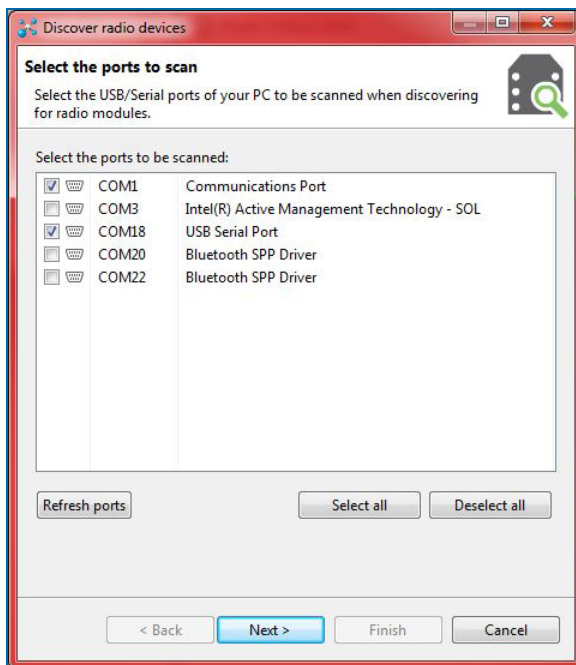 Discover radio devices
Select the ports to scan
Select the USB/Serial ports of your PC to be scanned when discovering
for radio modules.
Select the ports to be scanned:
COM1 Communications Port
COM3 Intel(R) Active Management Technology - SOL
COM18 USB Serial Port
COM20 Bluetooth SPP Driver
COM22 Bluetooth SPP Driver
Refresh ports Select all Deselect all
< Back Next > Finish Cancel